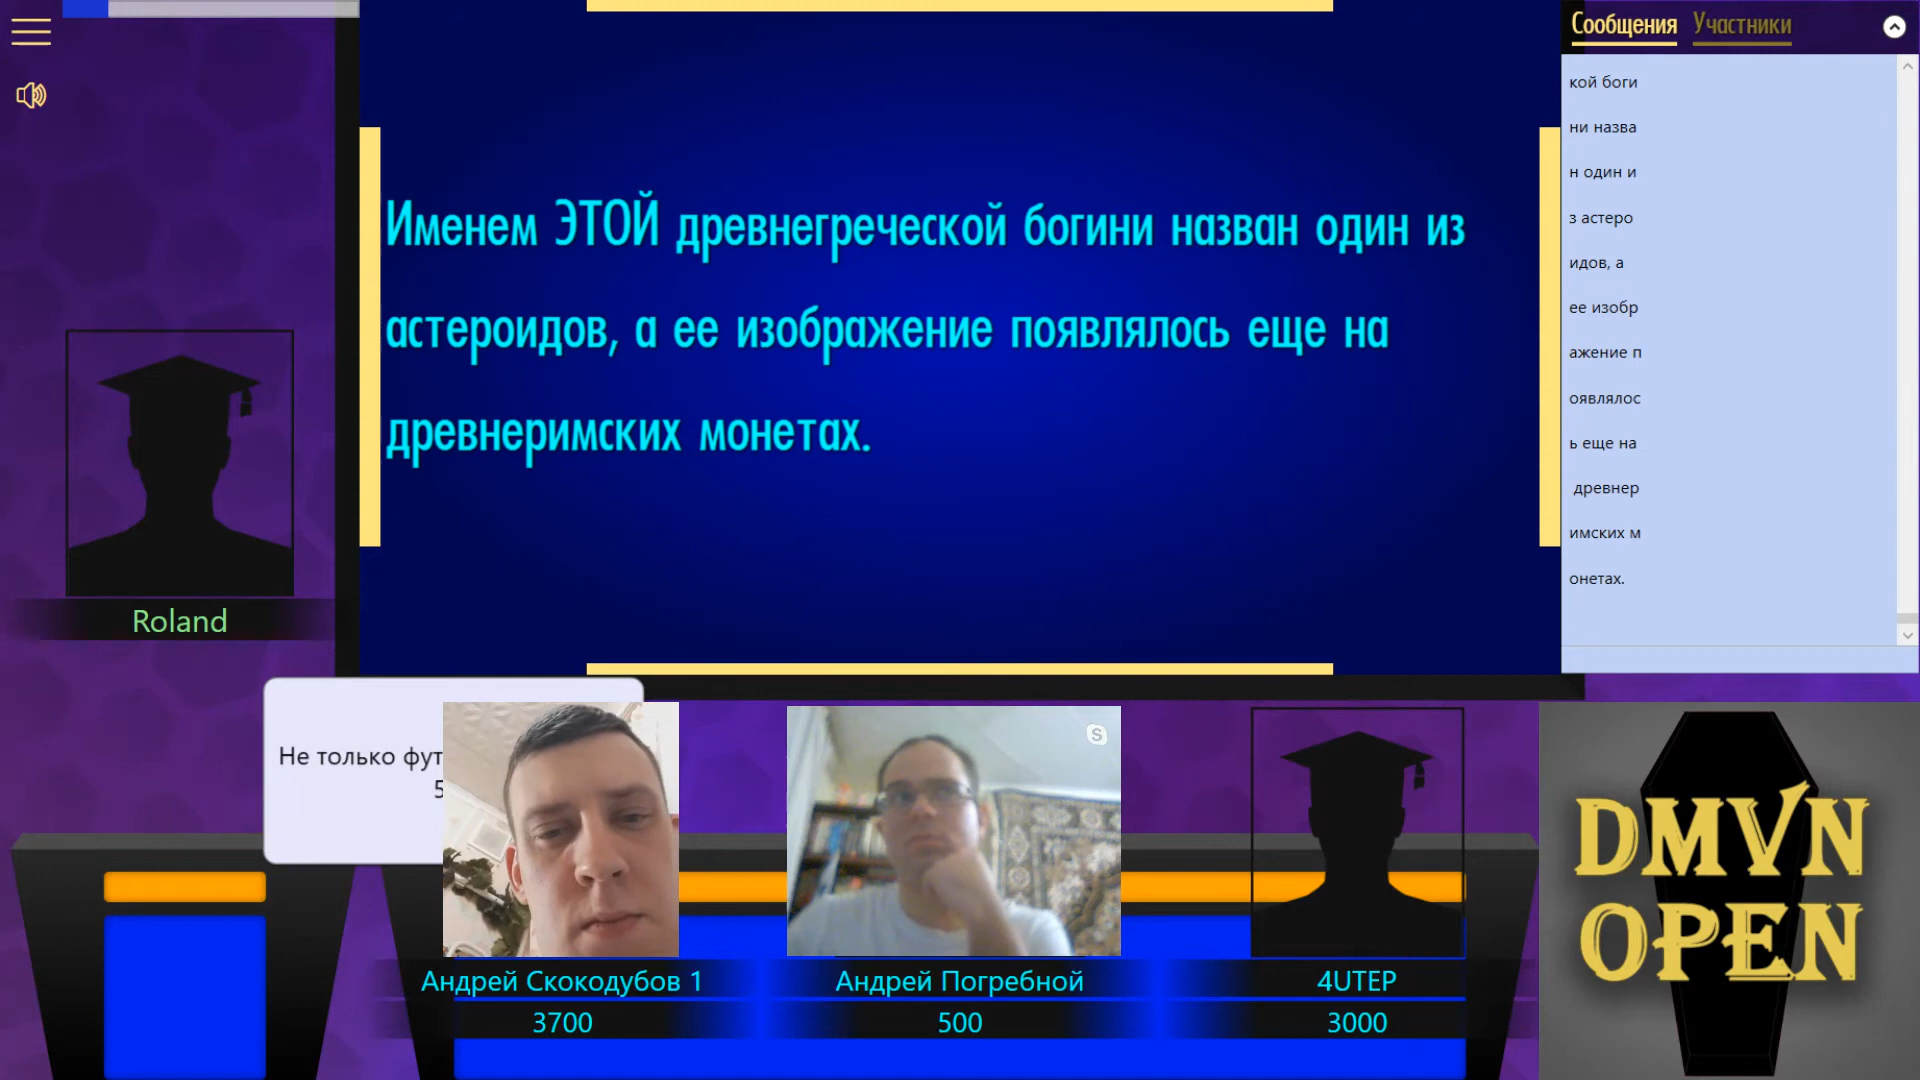 Сообщения Участники
Именем ЭТОЙ древнегреческой богини назван один из
астероидов, а ее изображение появлялось еще на
древнеримских монетах.
кой боги
ни назва
н один и
з астеро
идов, а
ее изобр
ажение п
оявлялос
ь еще на
древнер
имских м
онетах.
Roland
Не только фут
5
S
DMVN
OPEN
Андрей Скокодубов 1
3700
Андрей Погребной
500
4UTEP
3000